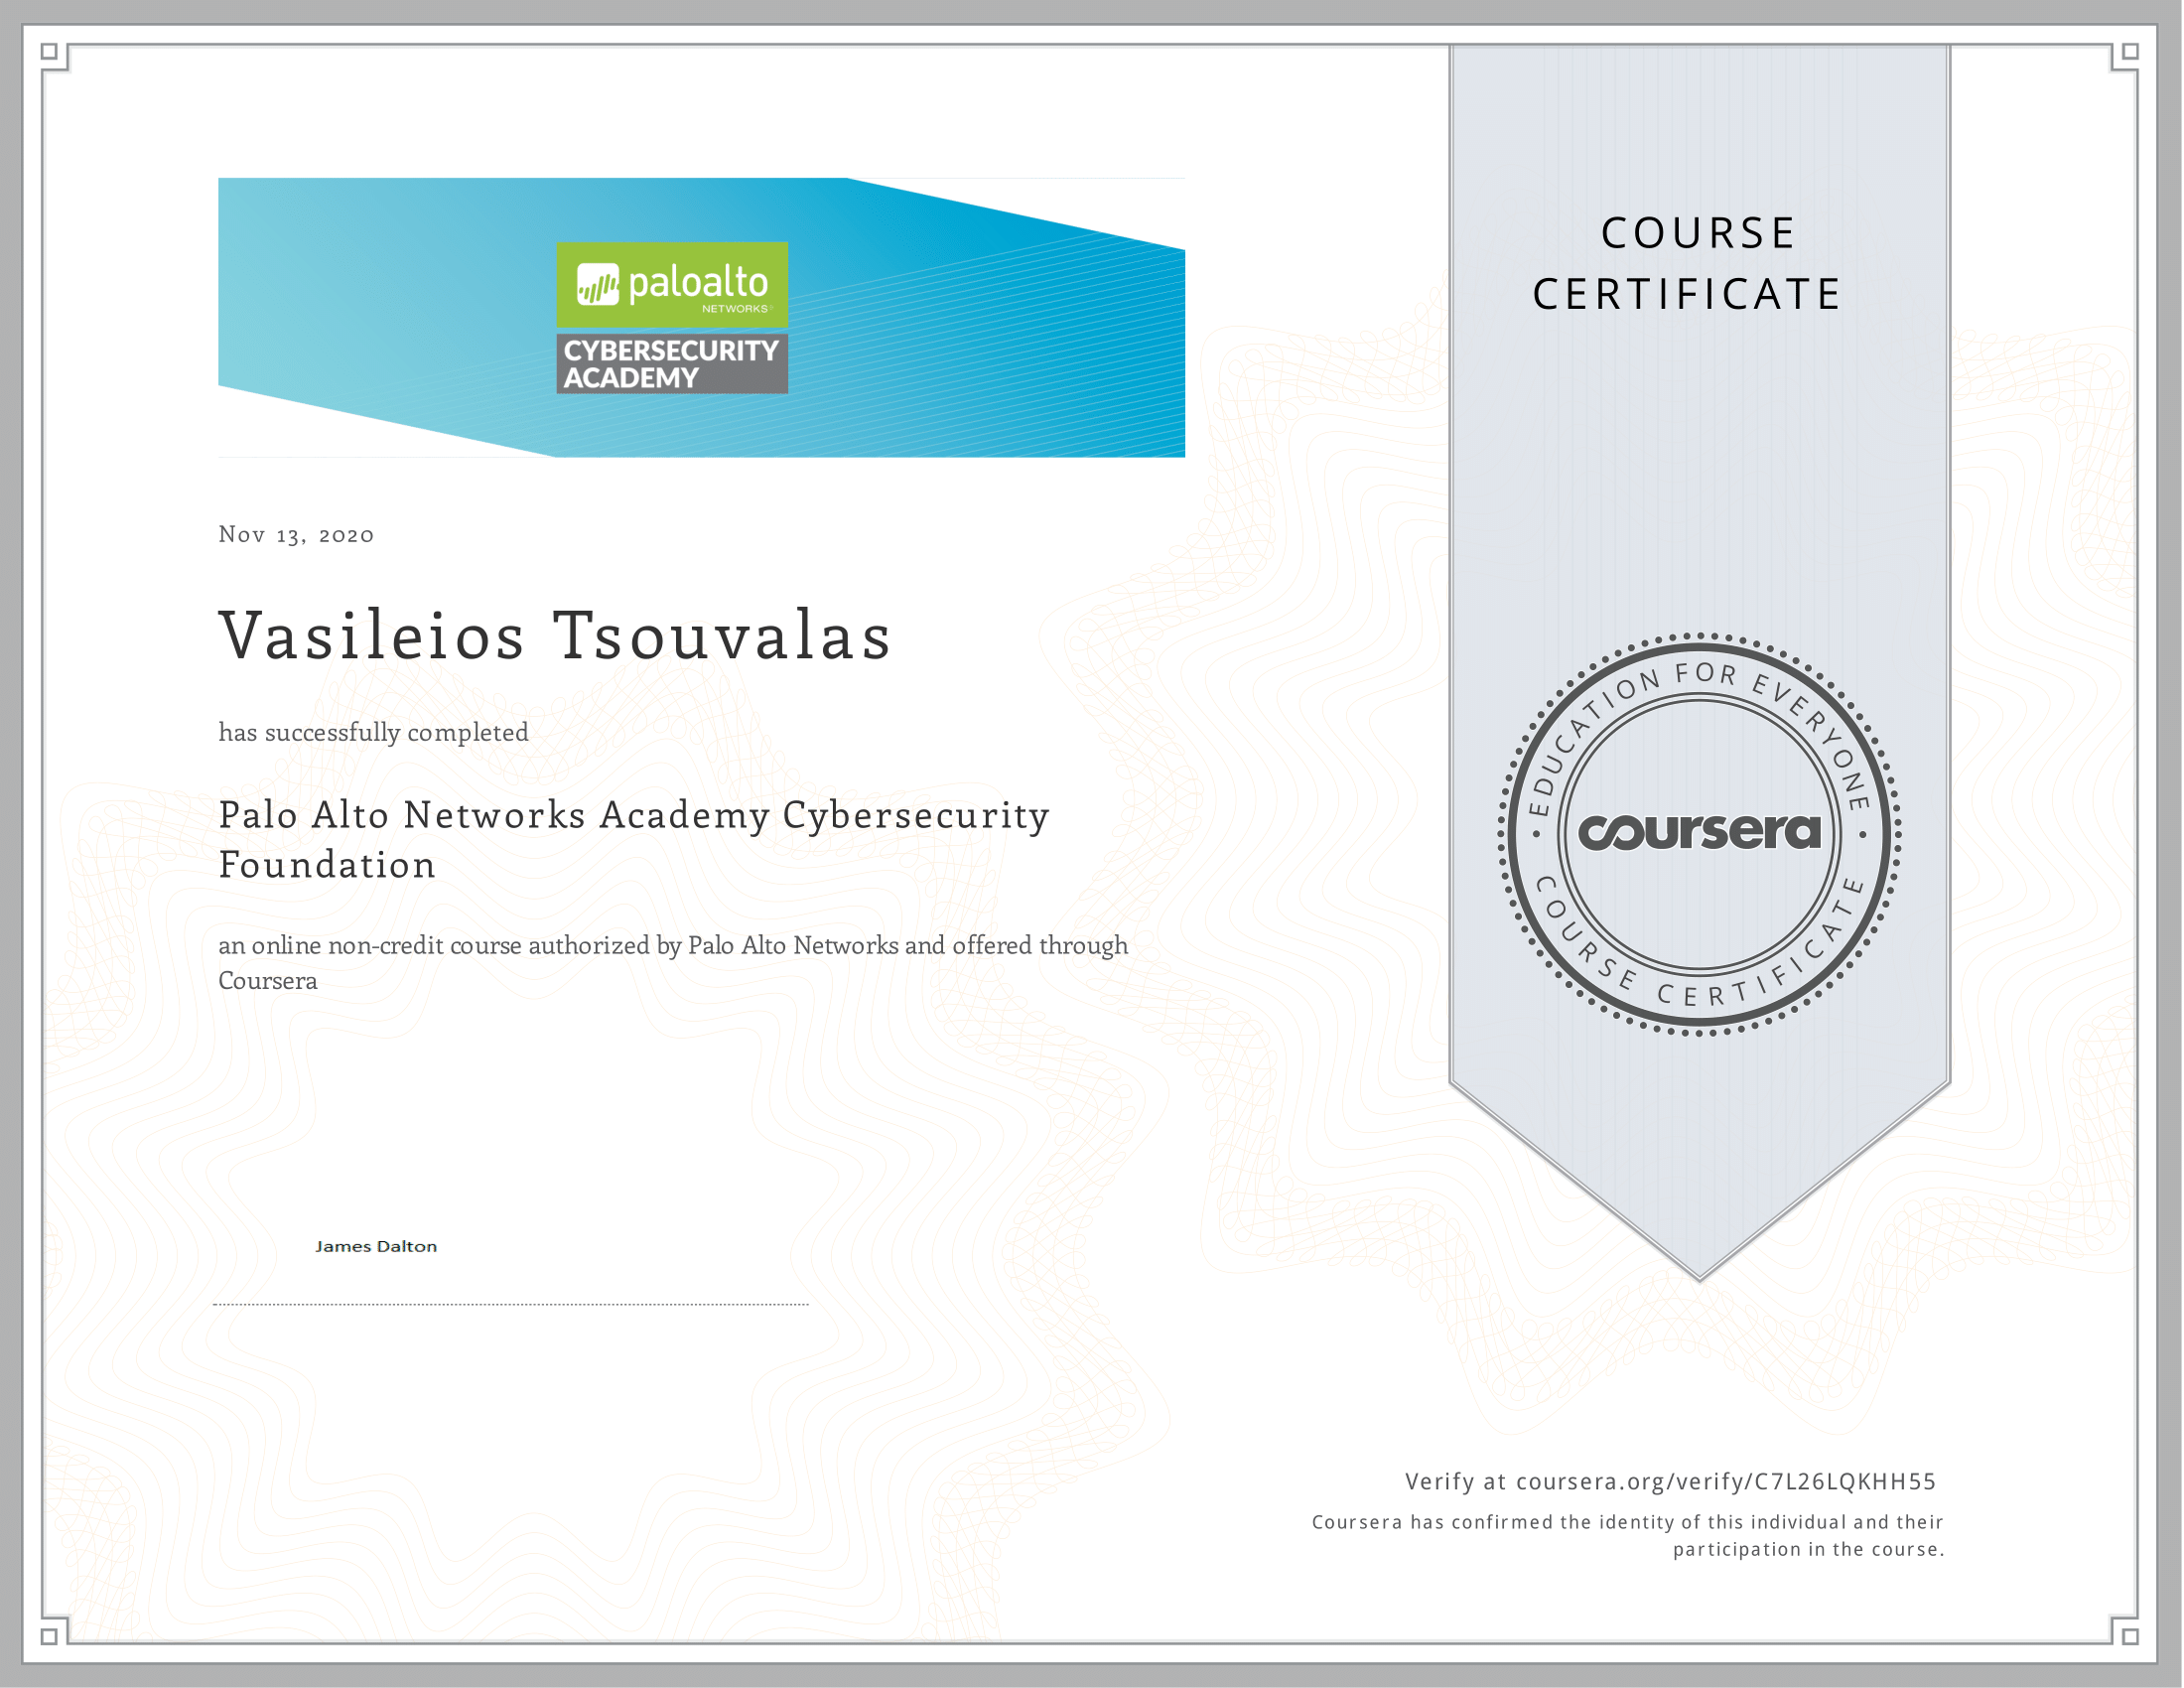 paloalto
NETWORKS
CYBERSECURITY
ACADEMY
COURSE
CERTIFICATE
Nov 13, 2020
Vasileios Tsouvalas
has successfully completed
Palo Alto Networks Academy Cybersecurity
Foundation
an online non-credit course authorized by Palo Alto Networks and offered through
Coursera
EDUCATION FOR EVERYONE
coursera
COURSE CERTIFICATE
James Dalton
Verify at coursera.org/verify/C7L26LQKHH55
Coursera has confirmed the identity of this individual and their
participation in the course.